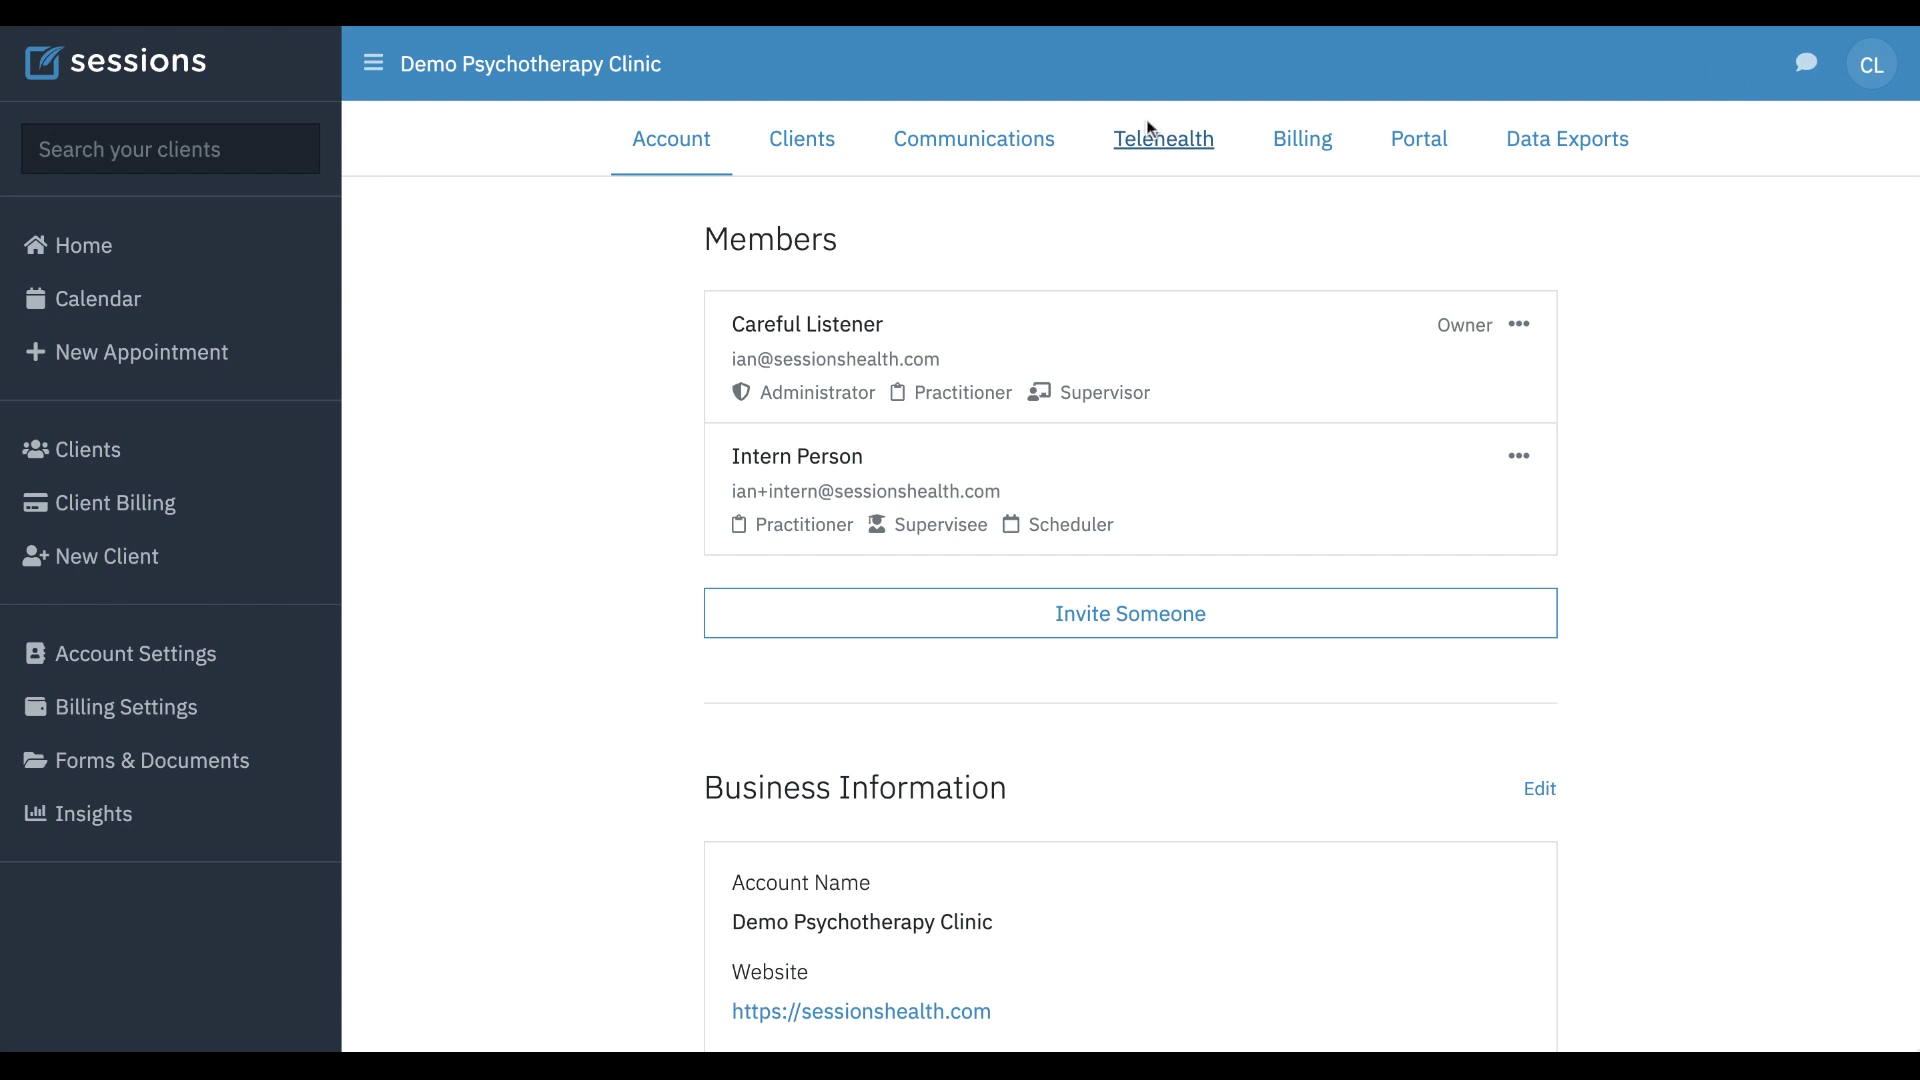 sessions
Demo Psychotherapy Clinic
CL
Search your clients
Home
Calendar
New Appointment
Clients
Client Billing
New Client
Account Settings
Billing Settings
Forms & Documents
Insights
Account Clients Communications Telehealth Billing Portal Data Exports
Members
Careful Listener Owner
ian@sessionshealth.com
Administrator Practitioner Supervisor
Intern Person
ian+intern@sessionshealth.com
Practitioner Supervisee Scheduler
Invite Someone
Business Information Edit
Account Name
Demo Psychotherapy Clinic
Website
https://sessionshealth.com